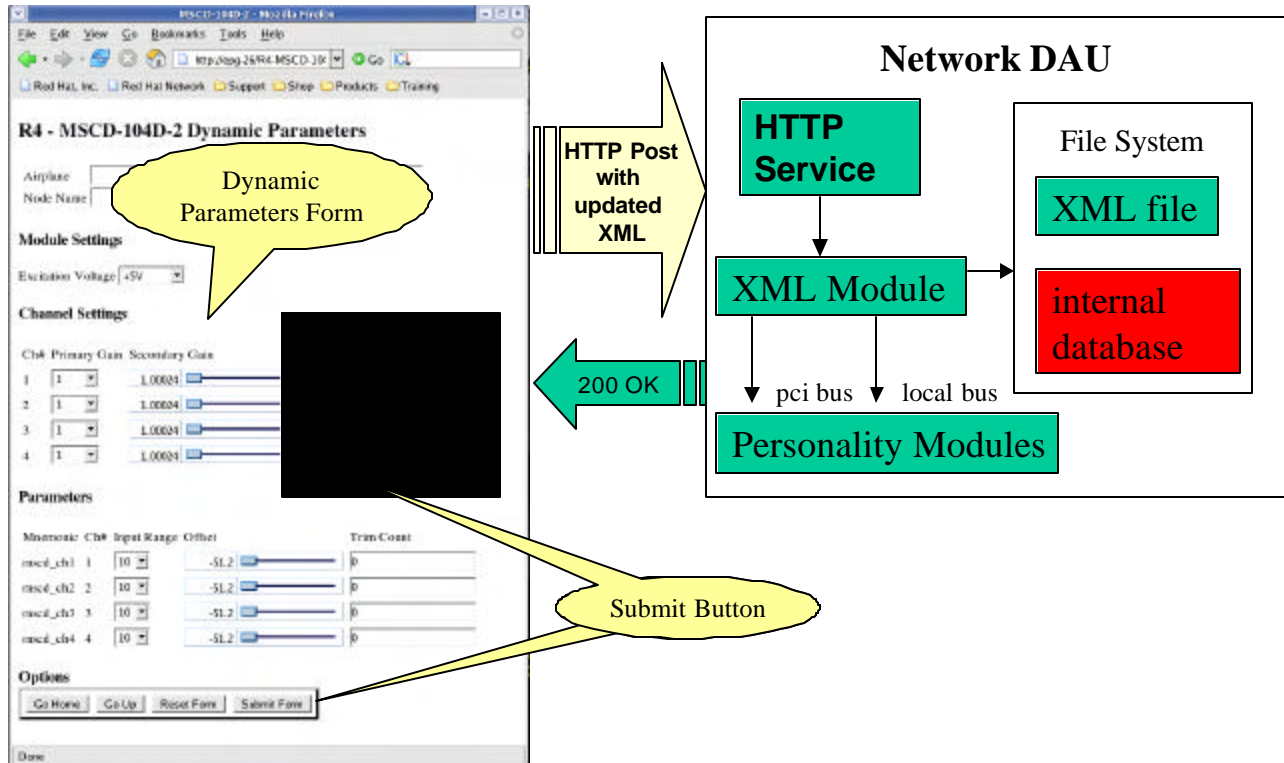 MSCD-104D-2 - Mozilla Firefox
File Edit View Go Bookmarks Tools Help
Go
Red Hat, Inc. Red Hat Network Support Shop Products Training
R4 - MSCD-104D-2 Dynamic Parameters
Airplane
Node Name
Dynamic
Parameters Form
Module Settings
Excitation Voltage +5V
Channel Settings
Ch# Primary Gain Secondary Gain
1 1 1.00024
2 1 1.00024
3 1 1.00024
4 1 1.00024
Parameters
Mnemonic Ch# Input Range Offset Trim Count
mscd_ch1 1 10 -51.2 0
mscd_ch2 2 10 -51.2 0
mscd_ch3 3 10 -51.2 0
mscd_ch4 4 10 -51.2 0
Options
Go Home Go Up Reset Form Submit Form
Done
Submit Button
HTTP Post
with
updated
XML
200 OK
Network DAU
HTTP
Service
XML Module
pci bus local bus
Personality Modules
File System
XML file
internal
database